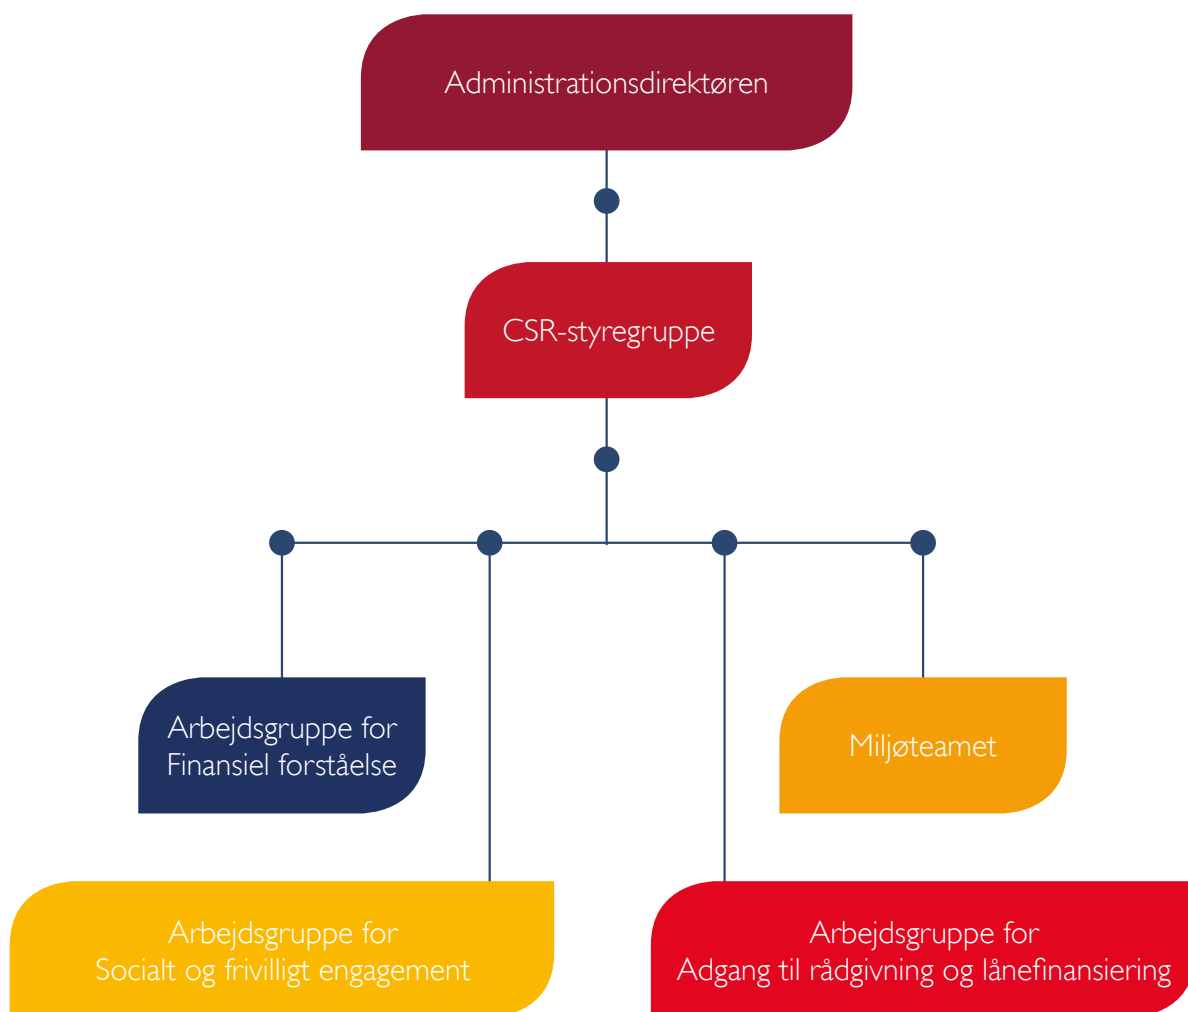 Administrationsdirektøren
CSR-styregruppe
Arbejdsgruppe for
Finansiel forståelse
Miljøteamet
Arbejdsgruppe for
Socialt og frivilligt engagement
Arbejdsgruppe for
Adgang til rådgivning og lånefinansiering